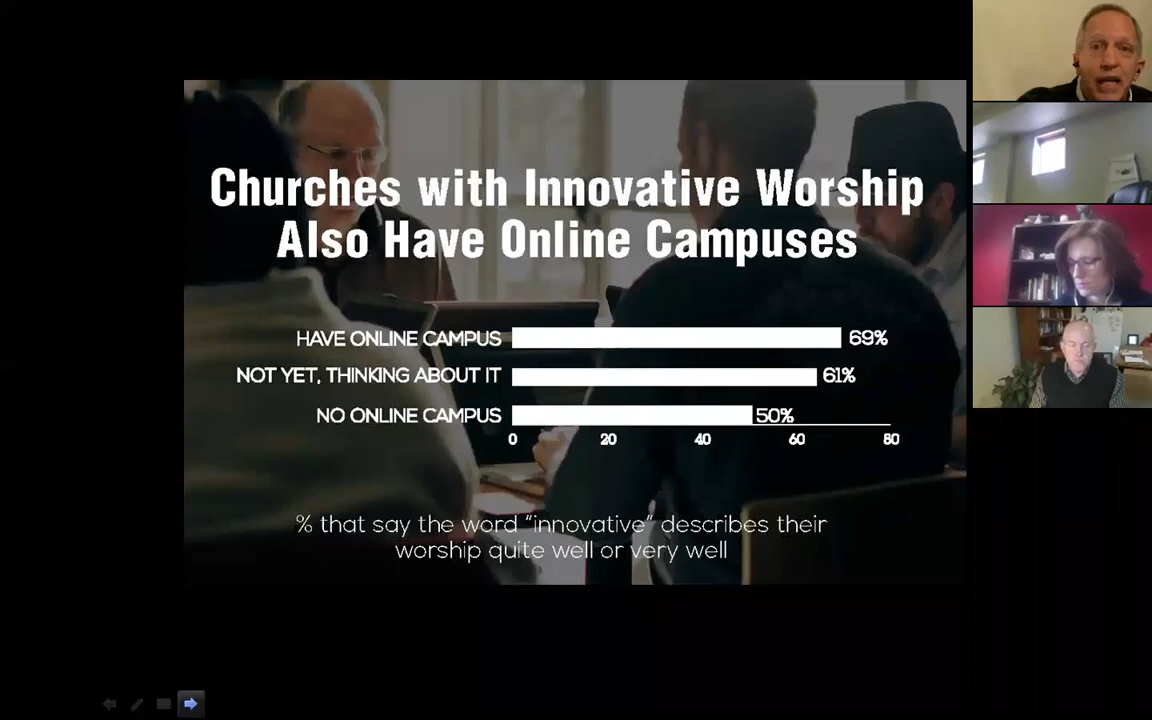 Churches with Innovative Worship
Also Have Online Campuses
HAVE ONLINE CAMPUS 69%
NOT YET, THINKING ABOUT IT 61%
NO ONLINE CAMPUS 50%
0 20 40 60 80
% that say the word “innovative” describes their
worship quite well or very well